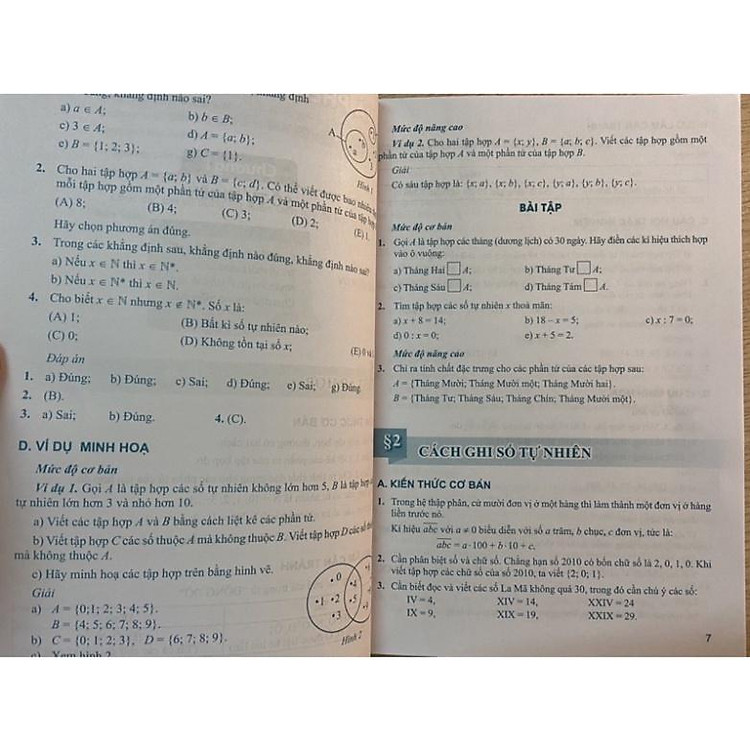 định nào sai?
định
a) a ∈ A;
b) b ∈ B;
c) 3 ∈ A;
d) A = {a; b};
e) B = {1; 2; 3};
g) C = {1}.
A
Hình 1
2. Cho hai tập hợp A = {a; b} và B = {c; d}. Có thể viết được bao nhiêu
mỗi tập hợp gồm một phần tử của tập hợp A và một phần tử của tập hợp
(A) 8;
(B) 4;
(C) 3;
(D) 2;
(E) 1.
Hãy chọn phương án đúng.
3. Trong các khẳng định sau, khẳng định nào đúng, khẳng định nào sai?
a) Nếu x ∈ ℕ thì x ∈ ℕ*.
b) Nếu x ∈ ℕ* thì x ∈ ℕ.
4. Cho biết x ∈ ℕ nhưng x ∉ ℕ*. Số x là:
(A) 1;
(B) Bất kì số tự nhiên nào;
(C) 0;
(D) Không tồn tại số x;
(E) 0
Đáp án
1. a) Đúng; b) Đúng; c) Sai; d) Đúng; e) Sai; g) Đúng.
2. (B).
3. a) Sai; b) Đúng. 4. (C).
D. VÍ DỤ MINH HOẠ
Mức độ cơ bản
Ví dụ 1. Gọi A là tập hợp các số tự nhiên không lớn hơn 5, B là tập hợp
tự nhiên lớn hơn 3 và nhỏ hơn 10.
a) Viết các tập hợp A và B bằng cách liệt kê các phần tử.
b) Viết tập hợp C các số thuộc A mà không thuộc B. Viết tập hợp D các số
mà không thuộc A.
c) Hãy minh hoạ các tập hợp trên bằng hình vẽ.
Giải
a) A = {0;1; 2; 3; 4; 5}.
B = {4; 5; 6; 7; 8; 9}.
b) C = {0; 1; 2; 3}, D = {6; 7; 8; 9}.
c) Xem hình 2.
•0
•1 •2
•3
•4
•5
Hình 2
Mức độ nâng cao
Ví dụ 2. Cho hai tập hợp A = {x; y}, B = {a; b; c}. Viết các tập hợp gồm một
phần tử của tập hợp A và một phần tử của tập hợp B.
Giải
Có sáu tập hợp là: {x; a}, {x; b}, {x; c}, {y; a}, {y; b}, {y; c}.
BÀI TẬP
Mức độ cơ bản
1. Gọi A là tập hợp các tháng (dương lịch) có 30 ngày. Hãy điền các kí hiệu thích hợp
vào ô vuông:
a) Tháng Hai □ A;
b) Tháng Tư □ A;
c) Tháng Sáu □ A;
d) Tháng Tám □ A.
2. Tìm tập hợp các số tự nhiên x thoả mãn:
a) x + 8 = 14;
b) 18 – x = 5;
c) x : 7 = 0;
d) 0 : x = 0;
e) x + 5 = 2.
Mức độ nâng cao
3. Chỉ ra tính chất đặc trưng cho các phần tử của các tập hợp sau:
A = {Tháng Mười; Tháng Mười một; Tháng Mười hai}.
B = {Tháng Tư; Tháng Sáu; Tháng Chín; Tháng Mười một}.
§2 CÁCH GHI SỐ TỰ NHIÊN
A. KIẾN THỨC CƠ BẢN
1. Trong hệ thập phân, cứ mười đơn vị ở một hàng thì làm thành một đơn vị ở hàng
liền trước nó.
Kí hiệu a̅b̅c̅ với a ≠ 0 biểu diễn với số a trăm, b chục, c đơn vị, tức là:
a̅b̅c̅ = a · 100 + b · 10 + c.
2. Cần phân biệt số và chữ số. Chẳng hạn số 2010 có bốn chữ số là 2, 0, 1, 0. Khi
viết tập hợp các chữ số của số 2010, ta viết {2; 0; 1}.
3. Cần biết đọc và viết các số La Mã không quá 30, trong đó cần chú ý các số:
IV = 4, XIV = 14, XXIV = 24
IX = 9, XIX = 19, XXIX = 29.
7